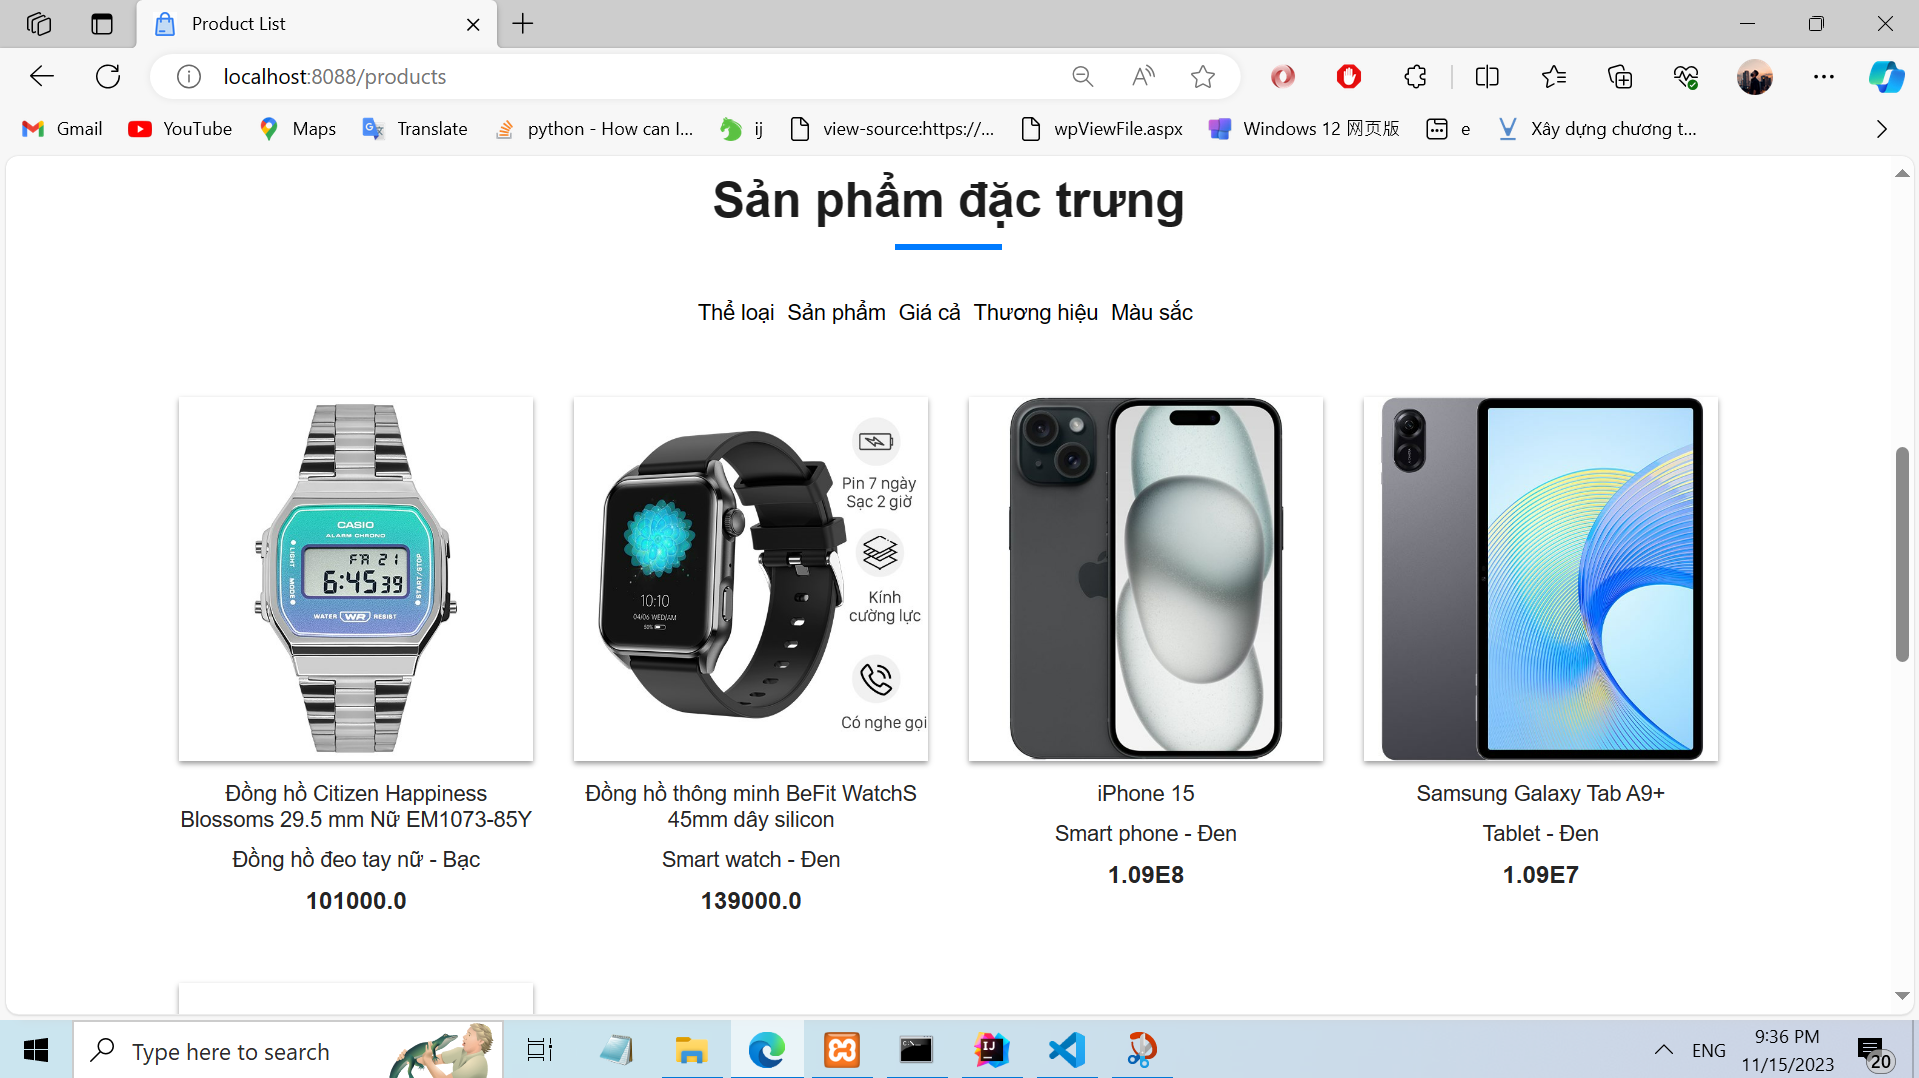 Product List
localhost:8088/products
Gmail YouTube Maps Translate python - How can I... ij view-source:https://... wpViewFile.aspx Windows 12 网页版 e Xây dựng chương t...
Sản phẩm đặc trưng
Thể loại Sản phẩm Giá cả Thương hiệu Màu sắc
CASIO
ALARM CHRONO
LIGHT
MODE
START/STOP
FR 21
6:45 39
WATER WR RESIST
10:10
04/06 WED/AM
50%
Pin 7 ngày
Sạc 2 giờ
Kính
cường lực
Có nghe gọi
HONOR
Đồng hồ Citizen Happiness
Blossoms 29.5 mm Nữ EM1073-85Y
Đồng hồ đeo tay nữ - Bạc
101000.0
Đồng hồ thông minh BeFit WatchS
45mm dây silicon
Smart watch - Đen
139000.0
iPhone 15
Smart phone - Đen
1.09E8
Samsung Galaxy Tab A9+
Tablet - Đen
1.09E7
Type here to search
ENG
9:36 PM
11/15/2023
20